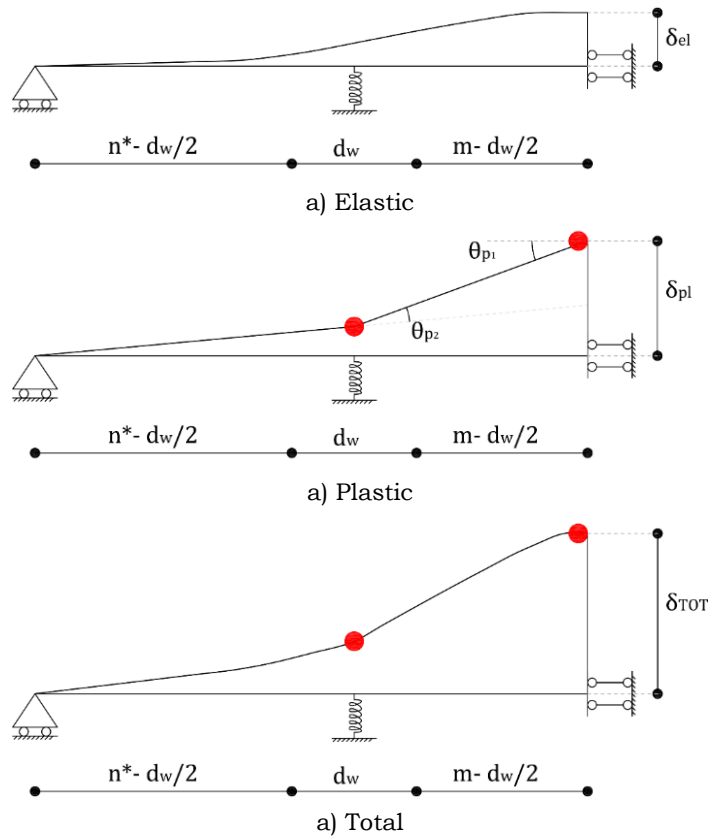 δel
n*- dw/2 dw m- dw/2
a) Elastic
θp1
δpl
θp2
n*- dw/2 dw m- dw/2
a) Plastic
δTOT
n*- dw/2 dw m- dw/2
a) Total